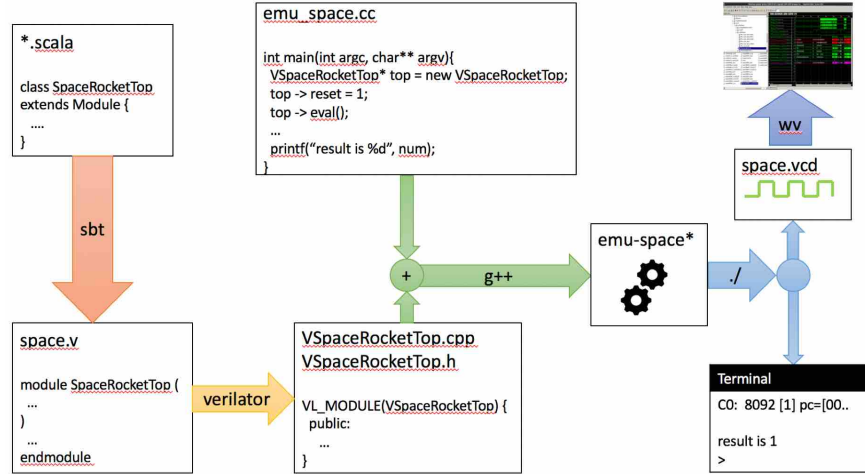 *.scala
class SpaceRocketTop
extends Module {
....
}
sbt
space.v
module SpaceRocketTop (
...
)
...
endmodule
verilator
emu_space.cc
int main(int argc, char** argv){
VSpaceRocketTop* top = new VSpaceRocketTop;
top -> reset = 1;
top -> eval();
...
printf(“result is %d”, num);
}
+
g++
VSpaceRocketTop.cpp
VSpaceRocketTop.h
VL_MODULE(VSpaceRocketTop) {
public:
...
}
emu-space*
./
wv
space.vcd
Terminal
C0: 8092 [1] pc=[00..
result is 1
>